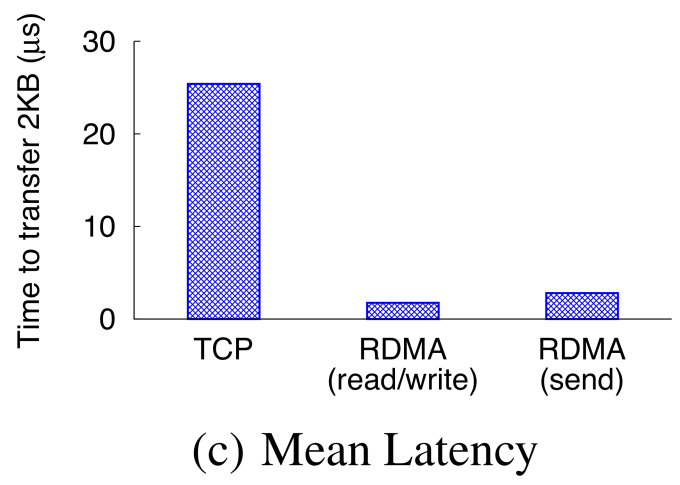 Time to transfer 2KB (μs)
30
20
10
0
TCP
RDMA
(read/write)
RDMA
(send)
(c) Mean Latency